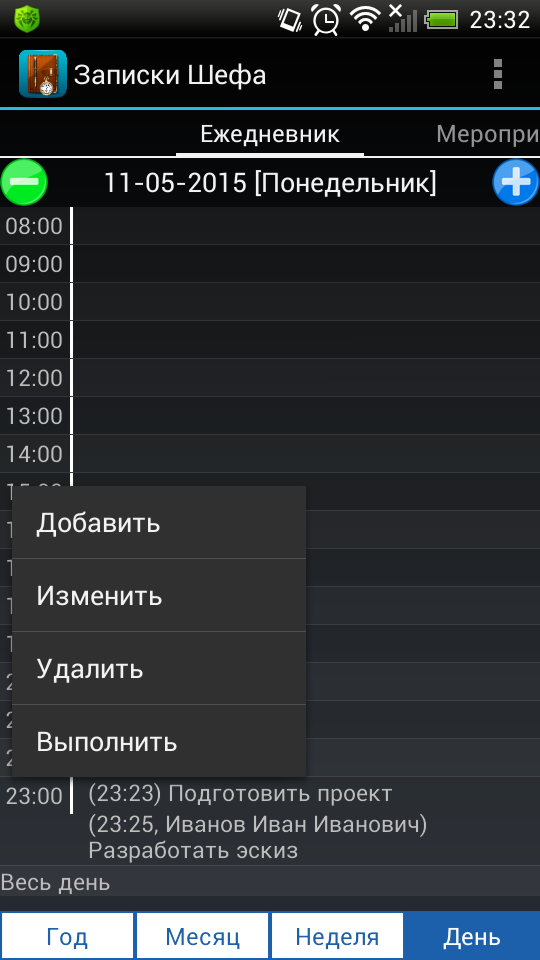 23:32
Записки Шефа
Ежедневник
Меропри
11-05-2015 [Понедельник]
08:00
09:00
10:00
11:00
12:00
13:00
14:00
Добавить
Изменить
Удалить
Выполнить
23:00
(23:23) Подготовить проект
(23:25, Иванов Иван Иванович)
Разработать эскиз
Весь день
Год
Месяц
Неделя
День